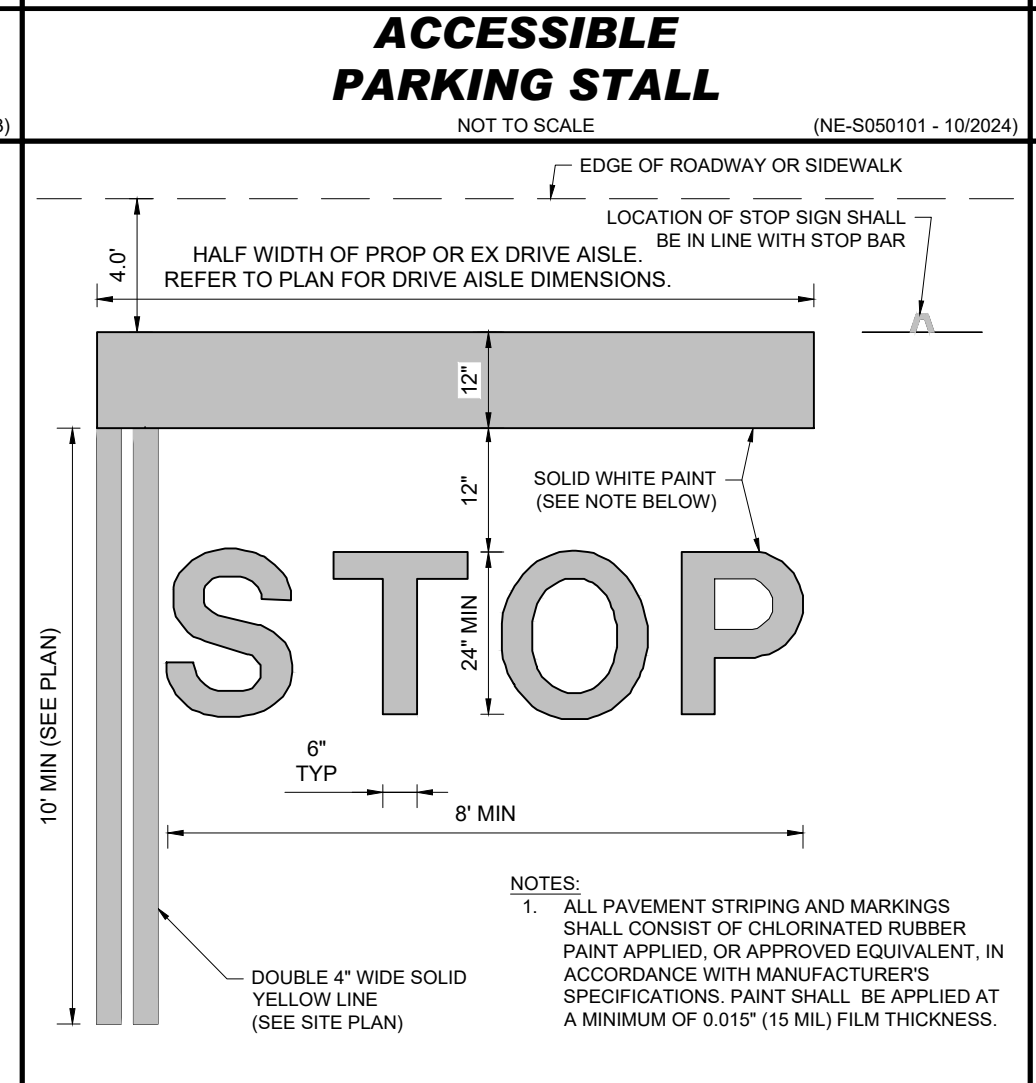 ACCESSIBLE
PARKING STALL
3)
NOT TO SCALE
(NE-S050101 - 10/2024)
EDGE OF ROADWAY OR SIDEWALK
LOCATION OF STOP SIGN SHALL
BE IN LINE WITH STOP BAR
4.0'
HALF WIDTH OF PROP OR EX DRIVE AISLE.
REFER TO PLAN FOR DRIVE AISLE DIMENSIONS.
12"
12"
SOLID WHITE PAINT
(SEE NOTE BELOW)
STOP
24" MIN
10' MIN (SEE PLAN)
6"
TYP
8' MIN
DOUBLE 4" WIDE SOLID
YELLOW LINE
(SEE SITE PLAN)
NOTES:
1. ALL PAVEMENT STRIPING AND MARKINGS
SHALL CONSIST OF CHLORINATED RUBBER
PAINT APPLIED, OR APPROVED EQUIVALENT, IN
ACCORDANCE WITH MANUFACTURER'S
SPECIFICATIONS. PAINT SHALL BE APPLIED AT
A MINIMUM OF 0.015" (15 MIL) FILM THICKNESS.